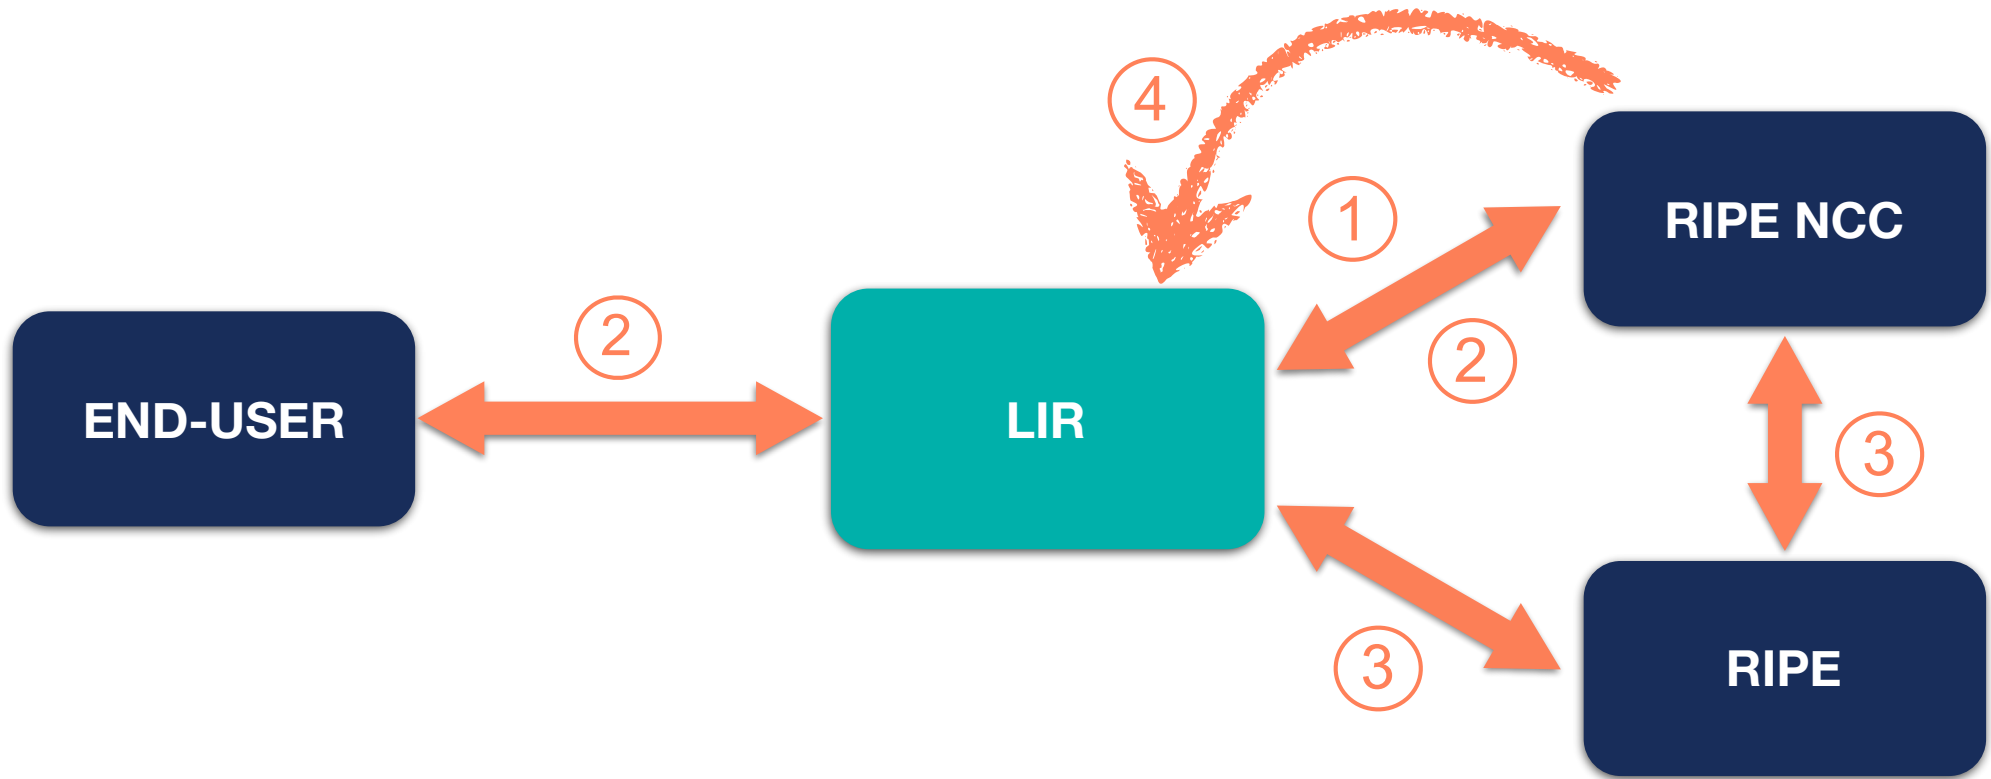 ④
①
RIPE NCC
②
②
END-USER
LIR
③
③
RIPE